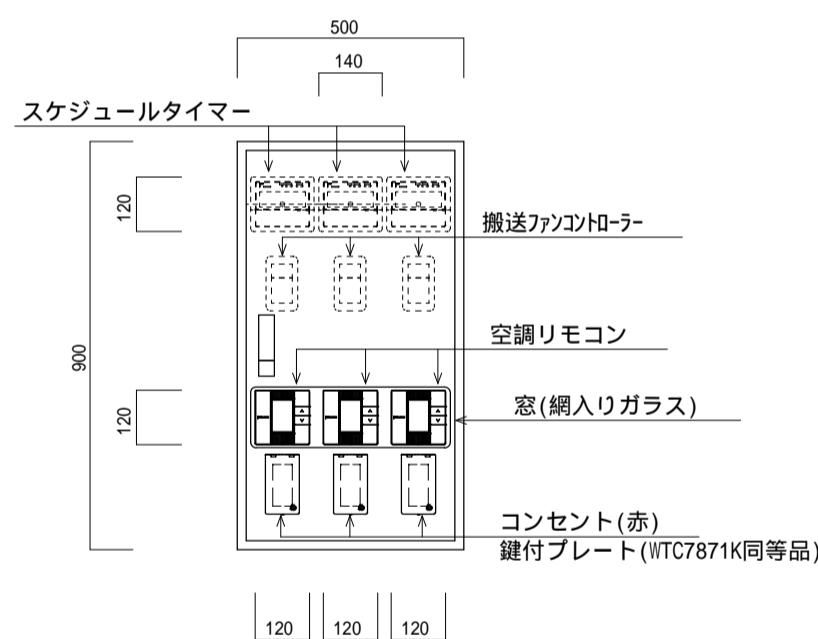 500
140
スケジュールタイマー
120
搬送ファンコントローラー
900
空調リモコン
120
窓(網入りガラス)
コンセント(赤)
鍵付プレート(WTC7871K同等品)
120 120 120